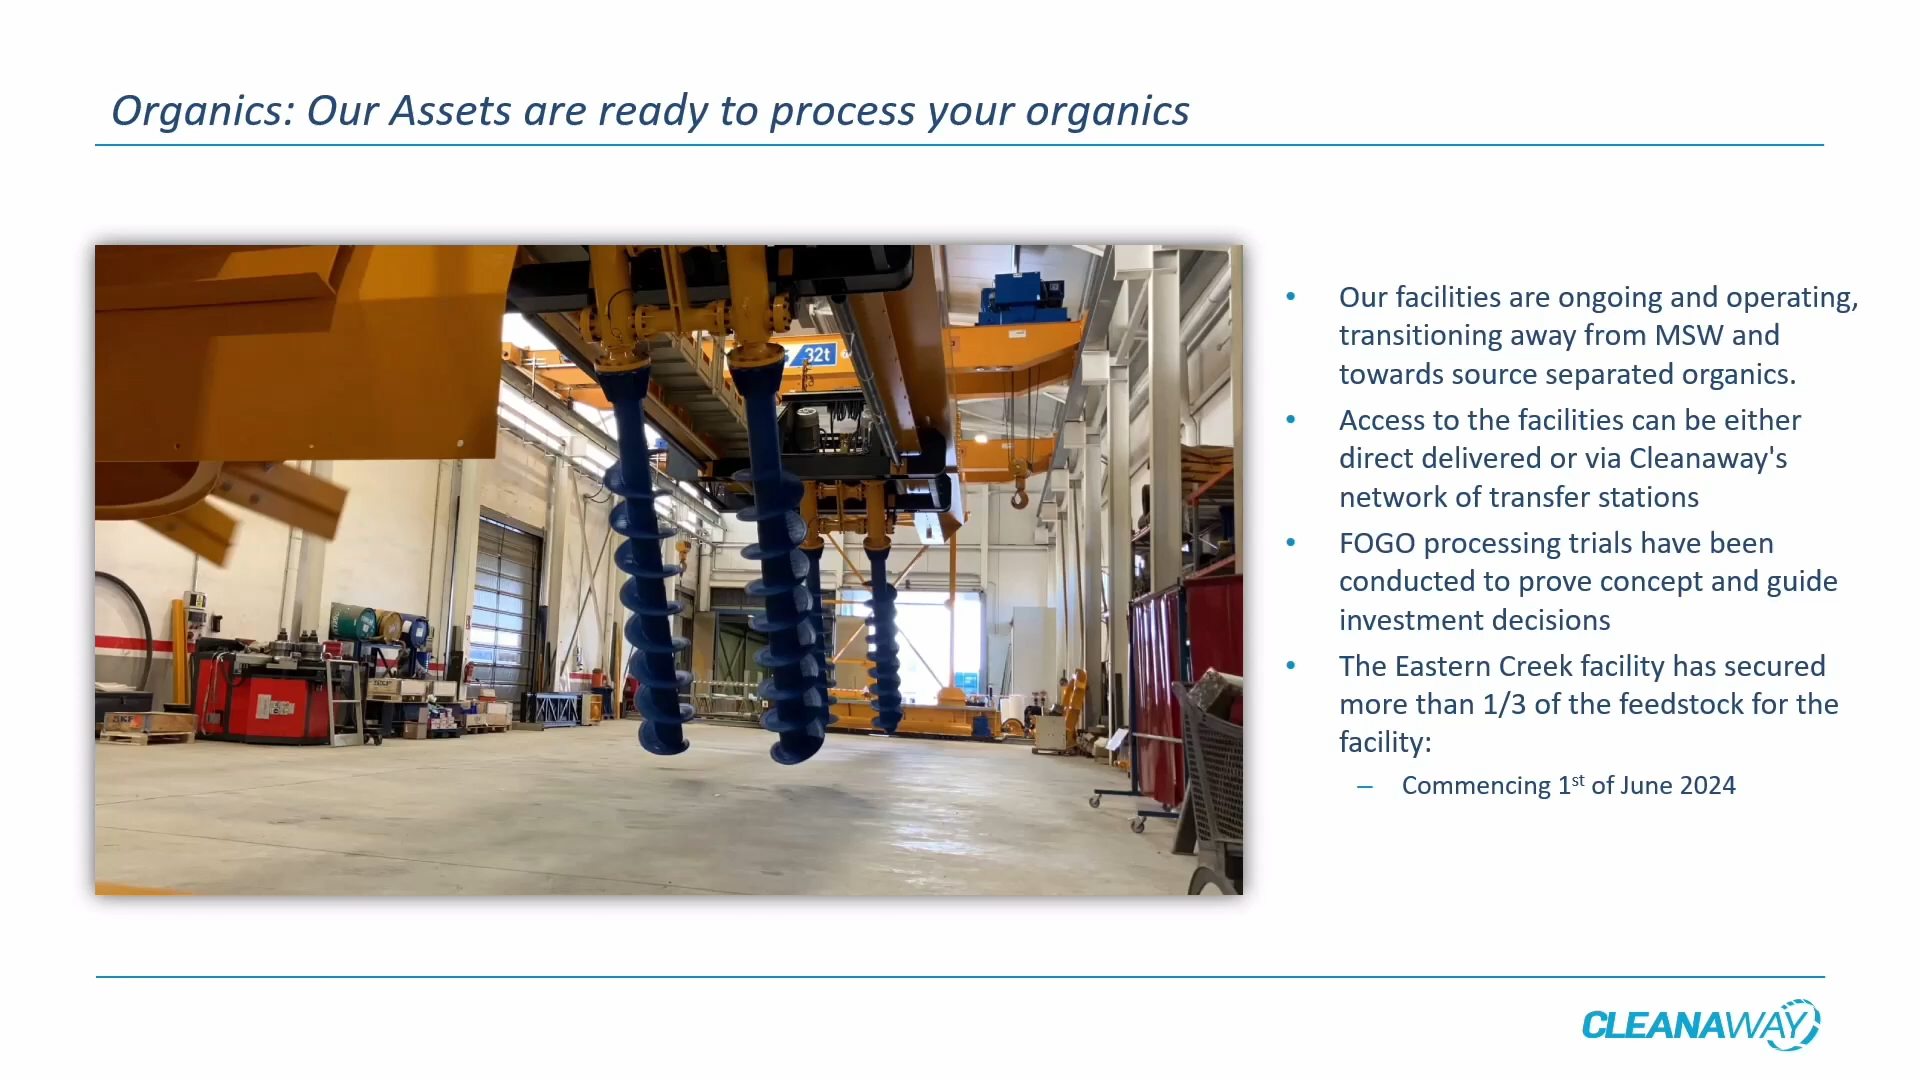 Organics: Our Assets are ready to process your organics
32t
• Our facilities are ongoing and operating,
transitioning away from MSW and
towards source separated organics.
• Access to the facilities can be either
direct delivered or via Cleanaway's
network of transfer stations
• FOGO processing trials have been
conducted to prove concept and guide
investment decisions
• The Eastern Creek facility has secured
more than 1/3 of the feedstock for the
facility:
– Commencing 1st of June 2024
CLEANAWAY